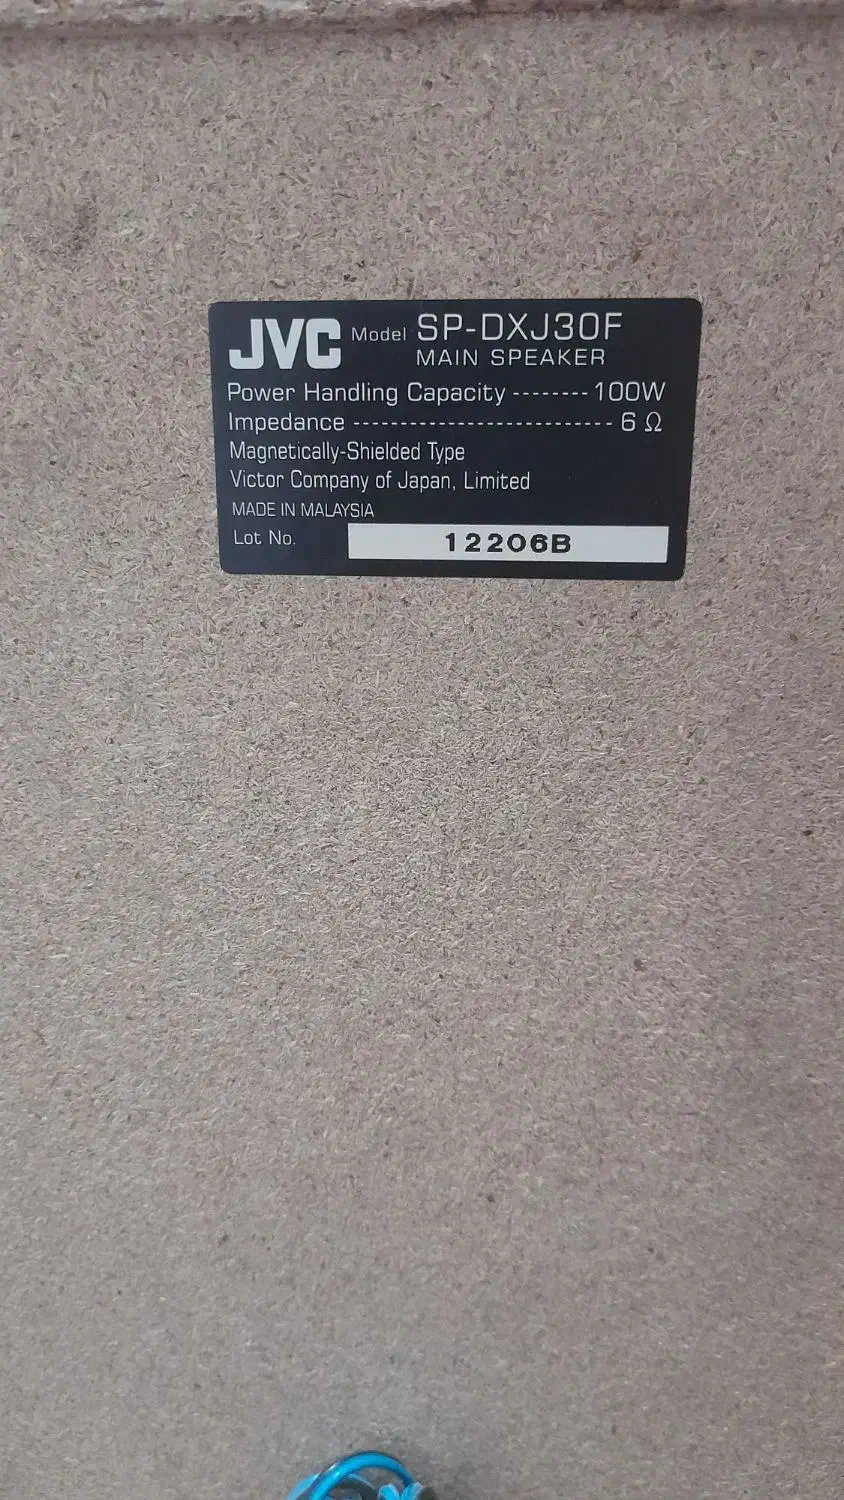 JVC Model SP-DXJ30F
MAIN SPEAKER
Power Handling Capacity -------- 100W
Impedance -------------------------- 6 Ω
Magnetically-Shielded Type
Victor Company of Japan, Limited
MADE IN MALAYSIA
Lot No. 12206B